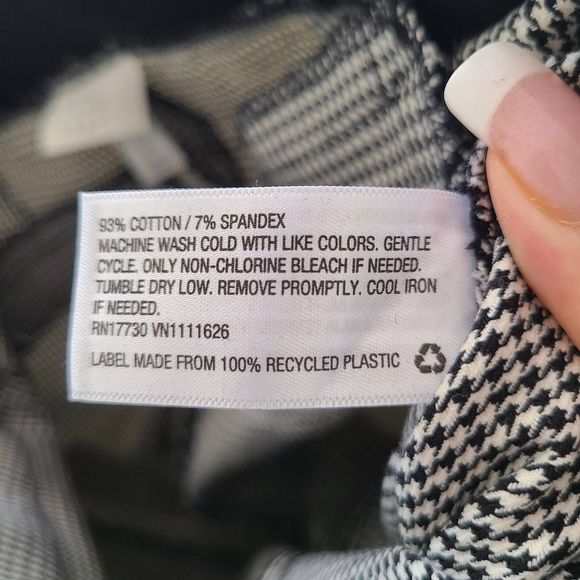 93% COTTON / 7% SPANDEX
MACHINE WASH COLD WITH LIKE COLORS. GENTLE
CYCLE. ONLY NON-CHLORINE BLEACH IF NEEDED.
TUMBLE DRY LOW. REMOVE PROMPTLY. COOL IRON
IF NEEDED.
RN17730 VN1111626
LABEL MADE FROM 100% RECYCLED PLASTIC